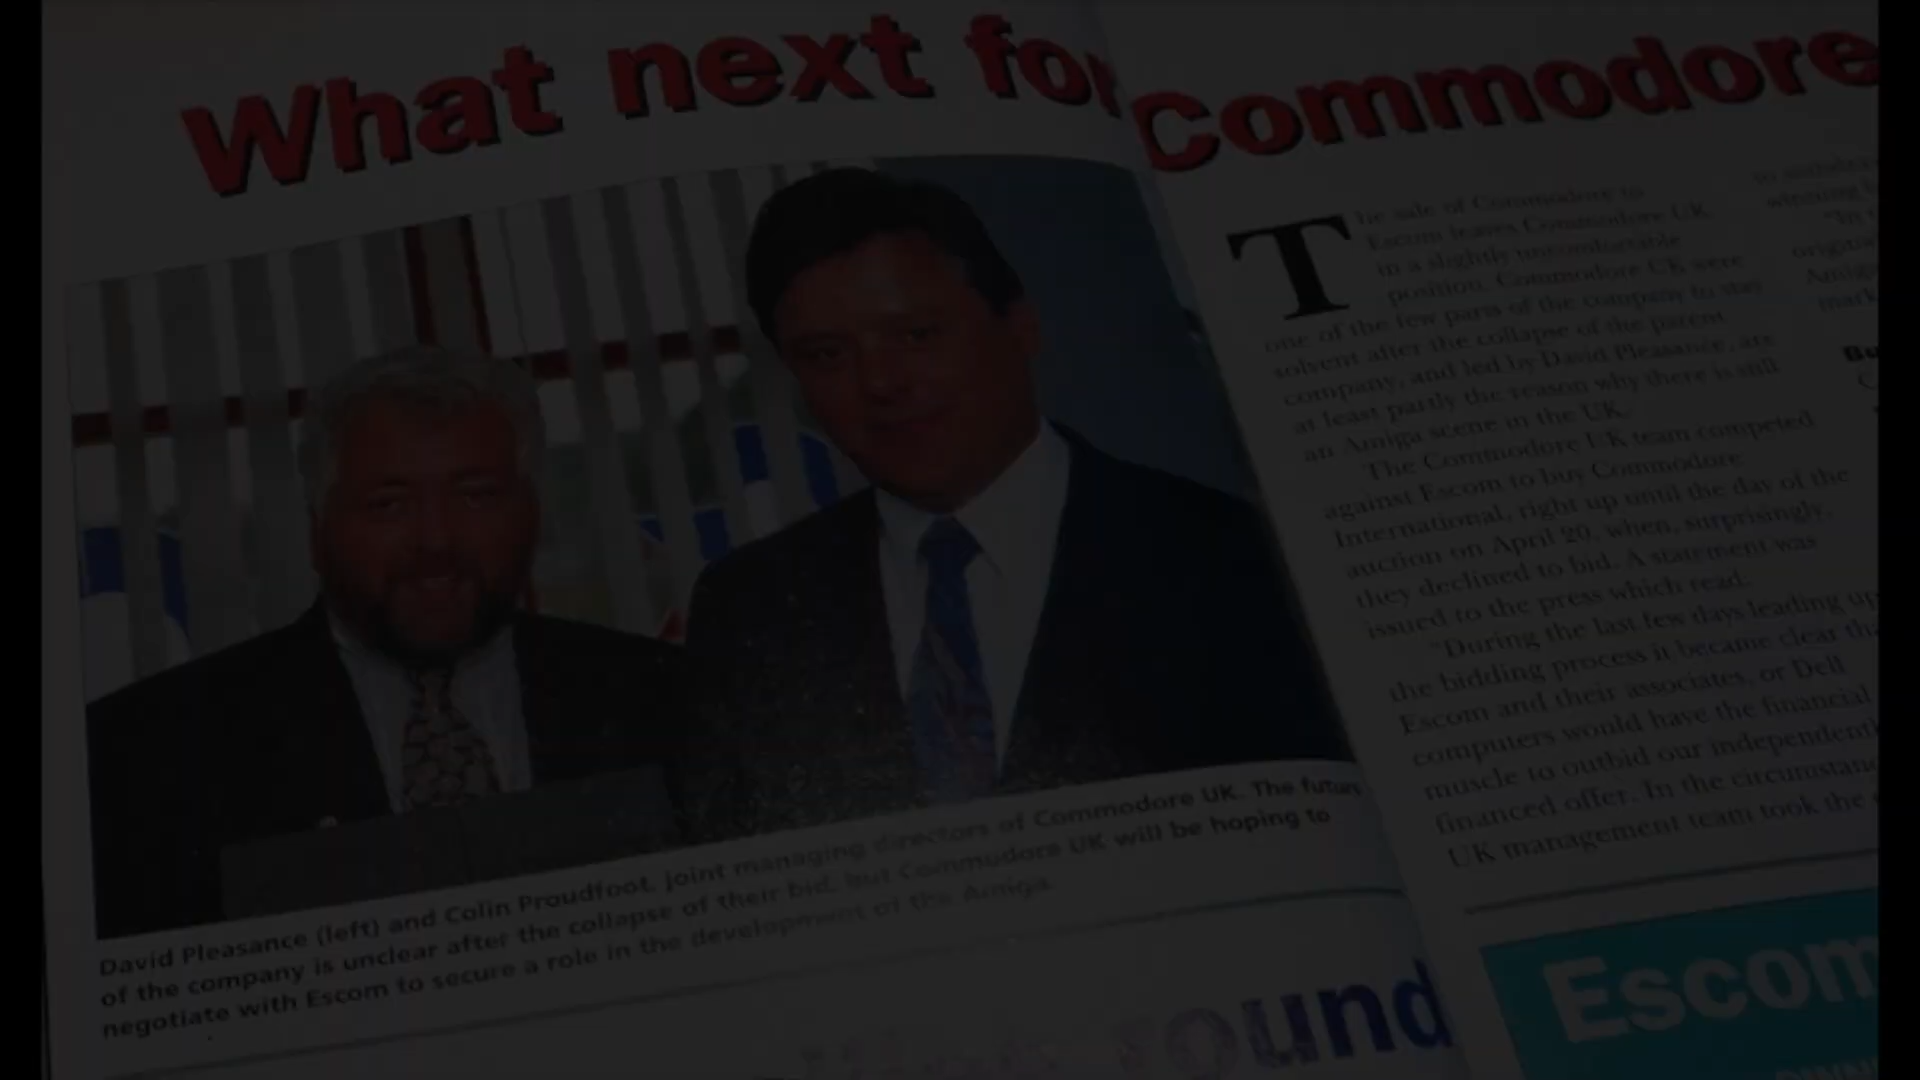 What next for Commodore
The sale of Commodore to
Escom leaves Commodore UK
in a slightly uncomfortable
position. Commodore UK were
one of the few parts of the company to stay
solvent after the collapse of the parent
company, and led by David Pleasance, are
at least partly the reason why there is still
an Amiga scene in the UK.
The Commodore UK team competed
against Escom to buy Commodore
International, right up until the day of the
auction on April 20, when, surprisingly,
they declined to bid. A statement was
issued to the press which read:
"During the last few days leading up
the bidding process it became clear tha
Escom and their associates, or Dell
computers would have the financial
muscle to outbid our independentl
financed offer. In the circumstanc
UK management team took the
"In
origina
Amiga
mark
Bu
David Pleasance (left) and Colin Proudfoot, joint managing directors of Commodore UK. The future
of the company is unclear after the collapse of their bid, but Commodore UK will be hoping to
negotiate with Escom to secure a role in the development of the Amiga.
round
Escom